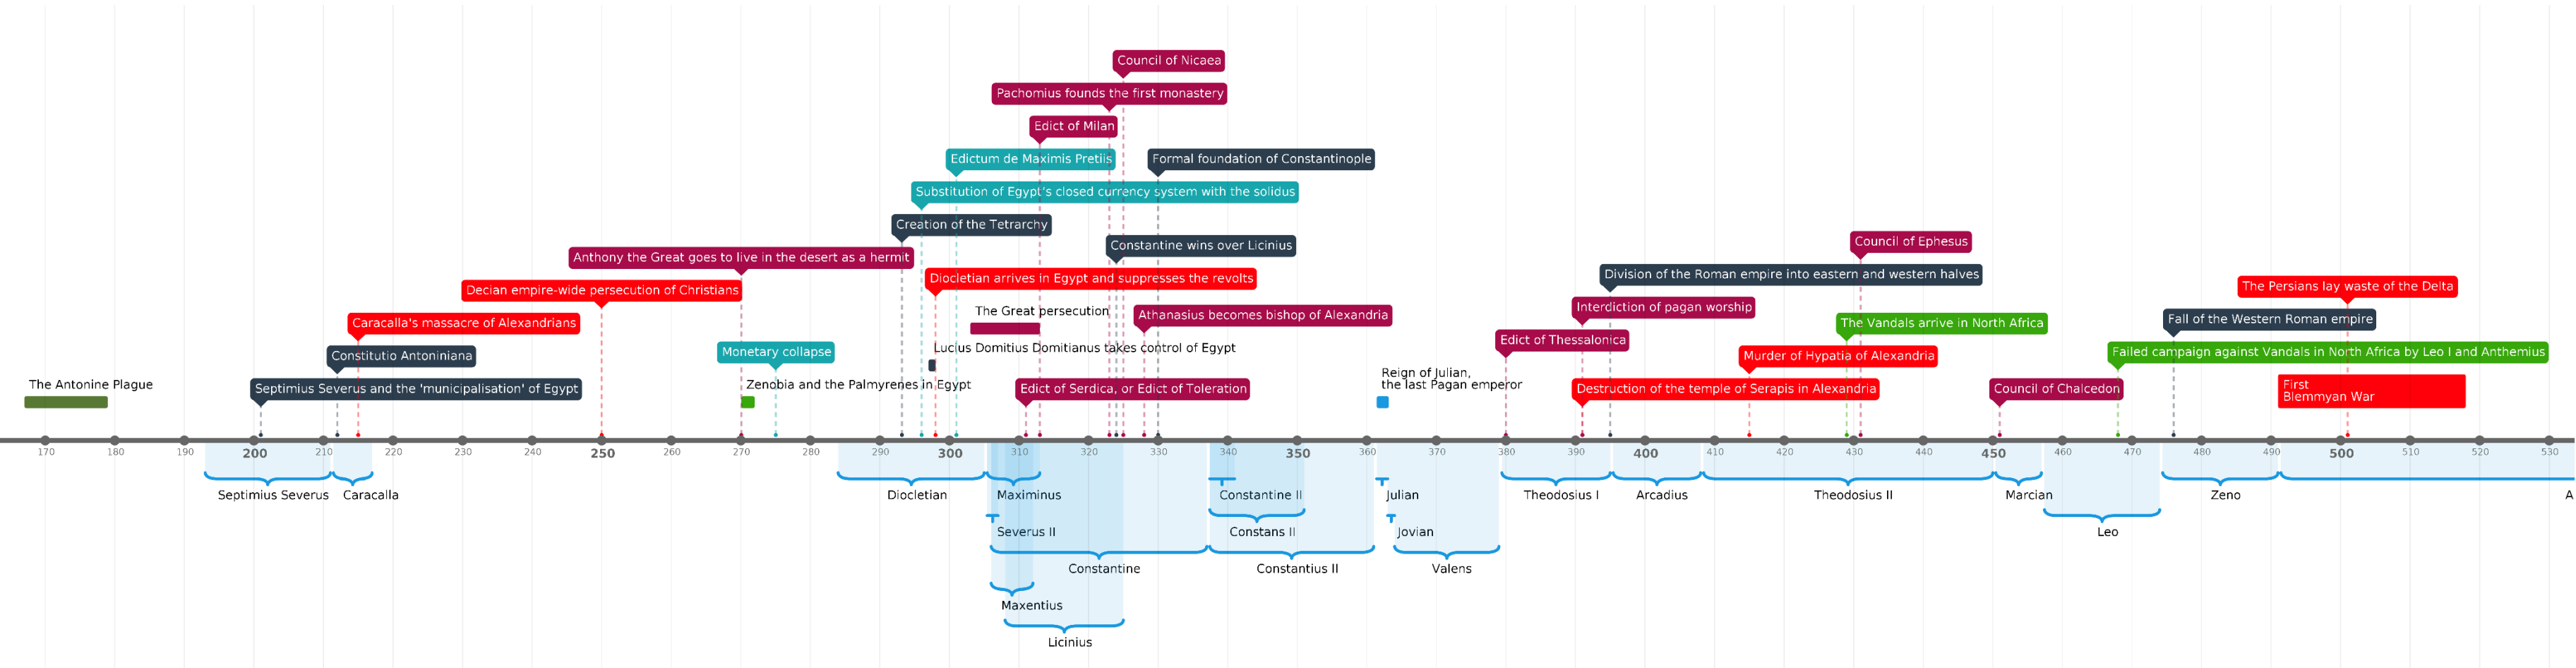 Council of Nicaea
Pachomius founds the first monastery
Edict of Milan
Edictum de Maximis Pretiis
Formal foundation of Constantinople
Substitution of Egypt's closed currency system with the solidus
Creation of the Tetrarchy
Constantine wins over Licinius
Council of Ephesus
Anthony the Great goes to live in the desert as a hermit
Division of the Roman empire into eastern and western halves
Diocletian arrives in Egypt and suppresses the revolts
Decian empire-wide persecution of Christians
The Persians lay waste of the Delta
The Great persecution
Interdiction of pagan worship
Athanasius becomes bishop of Alexandria
Caracalla's massacre of Alexandrians
The Vandals arrive in North Africa
Fall of the Western Roman empire
Edict of Thessalonica
Lucius Domitius Domitianus takes control of Egypt
Constitutio Antoniniana
Monetary collapse
Murder of Hypatia of Alexandria
Failed campaign against Vandals in North Africa by Leo I and Anthemius
The Antonine Plague
Septimius Severus and the 'municipalisation' of Egypt
Zenobia and the Palmyrenes in Egypt
Edict of Serdica, or Edict of Toleration
Reign of Julian,
the last Pagan emperor
Destruction of the temple of Serapis in Alexandria
Council of Chalcedon
First
Blemmyan War
170 180 190 200 210 220 230 240 250 260 270 280 290 300 310 320 330 340 350 360 370 380 390 400 410 420 430 440 450 460 470 480 490 500 510 520 530
Septimius Severus
Caracalla
Diocletian
Maximinus
Constantine II
Julian
Theodosius I
Arcadius
Theodosius II
Marcian
Zeno
A
Severus II
Constans II
Jovian
Leo
Constantine
Constantius II
Valens
Maxentius
Licinius